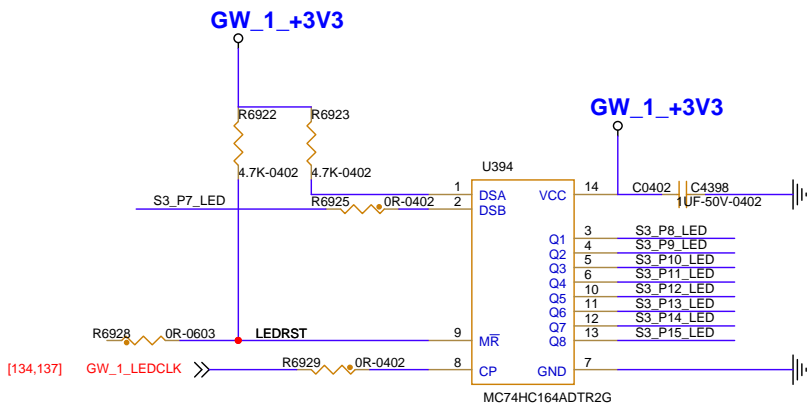 GW_1_+3V3
R6922 R6923
GW_1_+3V3
4.7K-0402 4.7K-0402
U394
1 DSA VCC 14 C0402 C4398
S3_P7_LED R6925 0R-0402 2 DSB 1UF-50V-0402
Q1 3 S3_P8_LED
Q2 4 S3_P9_LED
Q3 5 S3_P10_LED
Q4 6 S3_P11_LED
Q5 10 S3_P12_LED
Q6 11 S3_P13_LED
Q7 12 S3_P14_LED
R6928 0R-0603 LEDRST 9 MR Q8 13 S3_P15_LED
[134,137] GW_1_LEDCLK R6929 0R-0402 8 CP GND 7
MC74HC164ADTR2G